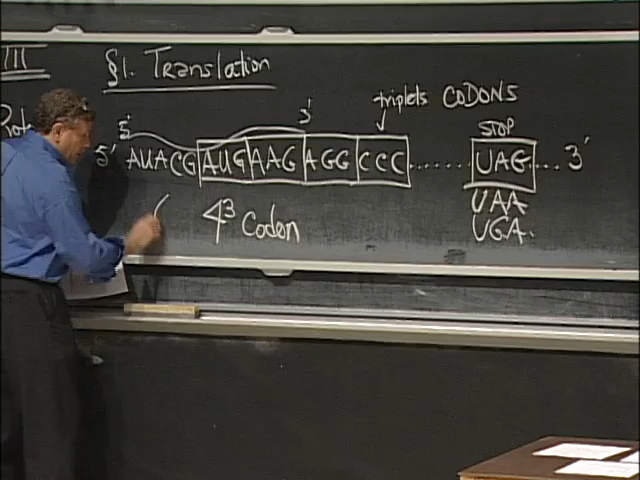 III
§1. Translation
triplets CODONS
5' 3' STOP
5' AUACG AUG AAG AGG CCC ....... UAG ... 3'
UAA
4³ Codon
UGA.